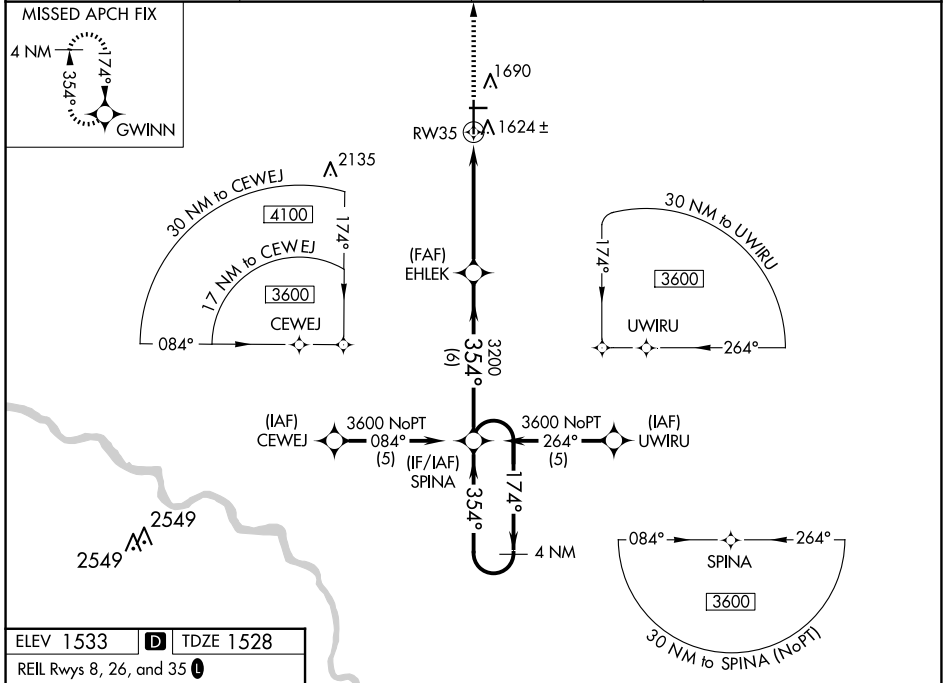 MISSED APCH FIX
4 NM
174°
354°
GWINN
1690
RW35
1624 ±
2135
30 NM to CEWEJ
4100
174°
17 NM to CEWEJ
3600
CEWEJ
084°
(FAF)
EHLEK
30 NM to UWIRU
174°
3600
UWIRU
264°
3200
354°
(6)
(IAF)
CEWEJ
3600 NoPT
084°
(5)
(IF/IAF)
SPINA
3600 NoPT
264°
(5)
(IAF)
UWIRU
354°
174°
4 NM
2549
2549
084°
264°
SPINA
3600
30 NM to SPINA (NoPT)
ELEV 1533 D TDZE 1528
REIL Rwys 8, 26, and 35 L